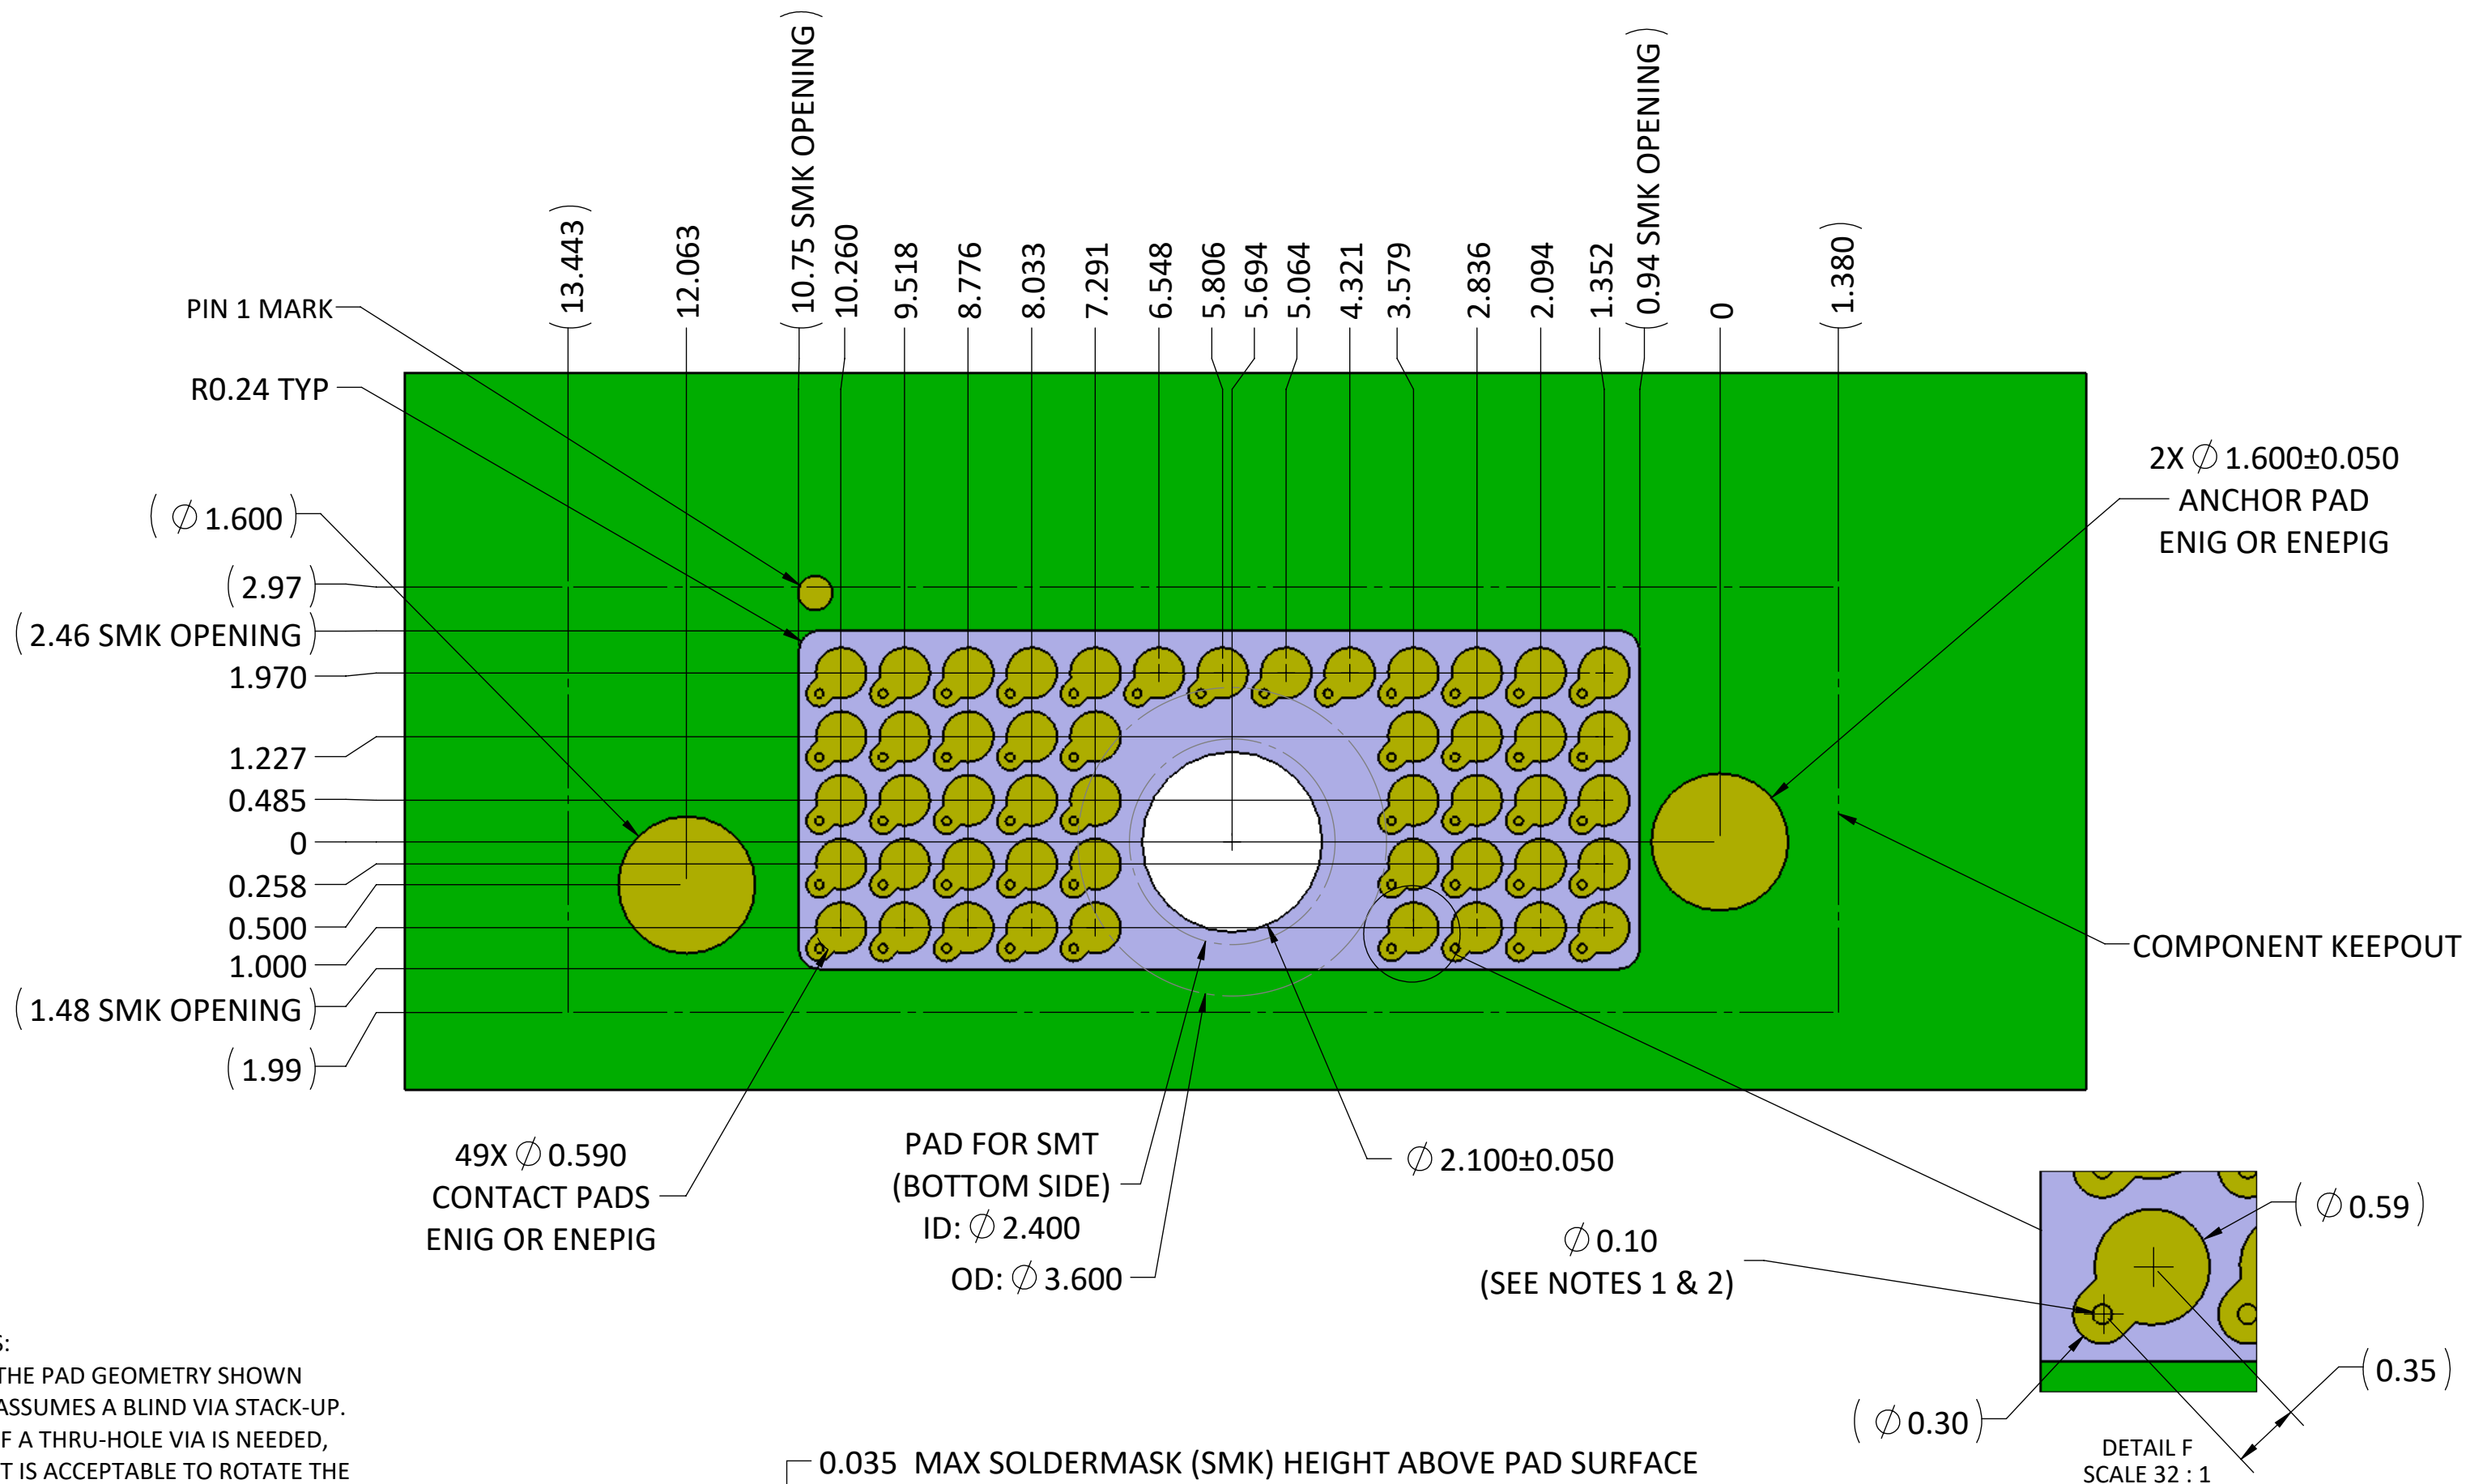 (13.443)
12.063
(10.75 SMK OPENING)
10.260
9.518
8.776
8.033
7.291
6.548
5.806
5.694
5.064
4.321
3.579
2.836
2.094
1.352
(0.94 SMK OPENING)
0
(1.380)
PIN 1 MARK
R0.24 TYP
(∅ 1.600)
(2.97)
(2.46 SMK OPENING)
1.970
1.227
0.485
0
0.258
0.500
1.000
(1.48 SMK OPENING)
(1.99)
2X ∅ 1.600±0.050
ANCHOR PAD
ENIG OR ENEPIG
COMPONENT KEEPOUT
49X ∅ 0.590
CONTACT PADS
ENIG OR ENEPIG
PAD FOR SMT
(BOTTOM SIDE)
ID: ∅ 2.400
OD: ∅ 3.600
∅ 2.100±0.050
∅ 0.10
(SEE NOTES 1 & 2)
(∅ 0.59)
(0.35)
(∅ 0.30)
DETAIL F
SCALE 32 : 1
S:
THE PAD GEOMETRY SHOWN
ASSUMES A BLIND VIA STACK-UP.
F A THRU-HOLE VIA IS NEEDED,
T IS ACCEPTABLE TO ROTATE THE
0.035 MAX SOLDERMASK (SMK) HEIGHT ABOVE PAD SURFACE